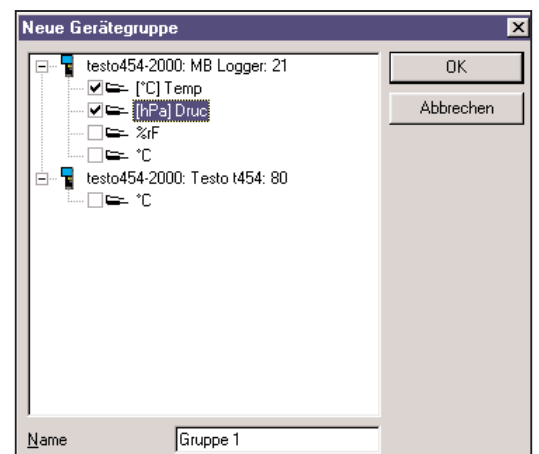 Neue Gerätegruppe
testo454-2000: MB Logger: 21
[°C] Temp
[hPa] Druc
%rF
°C
testo454-2000: Testo t454: 80
°C
OK
Abbrechen
Name Gruppe 1